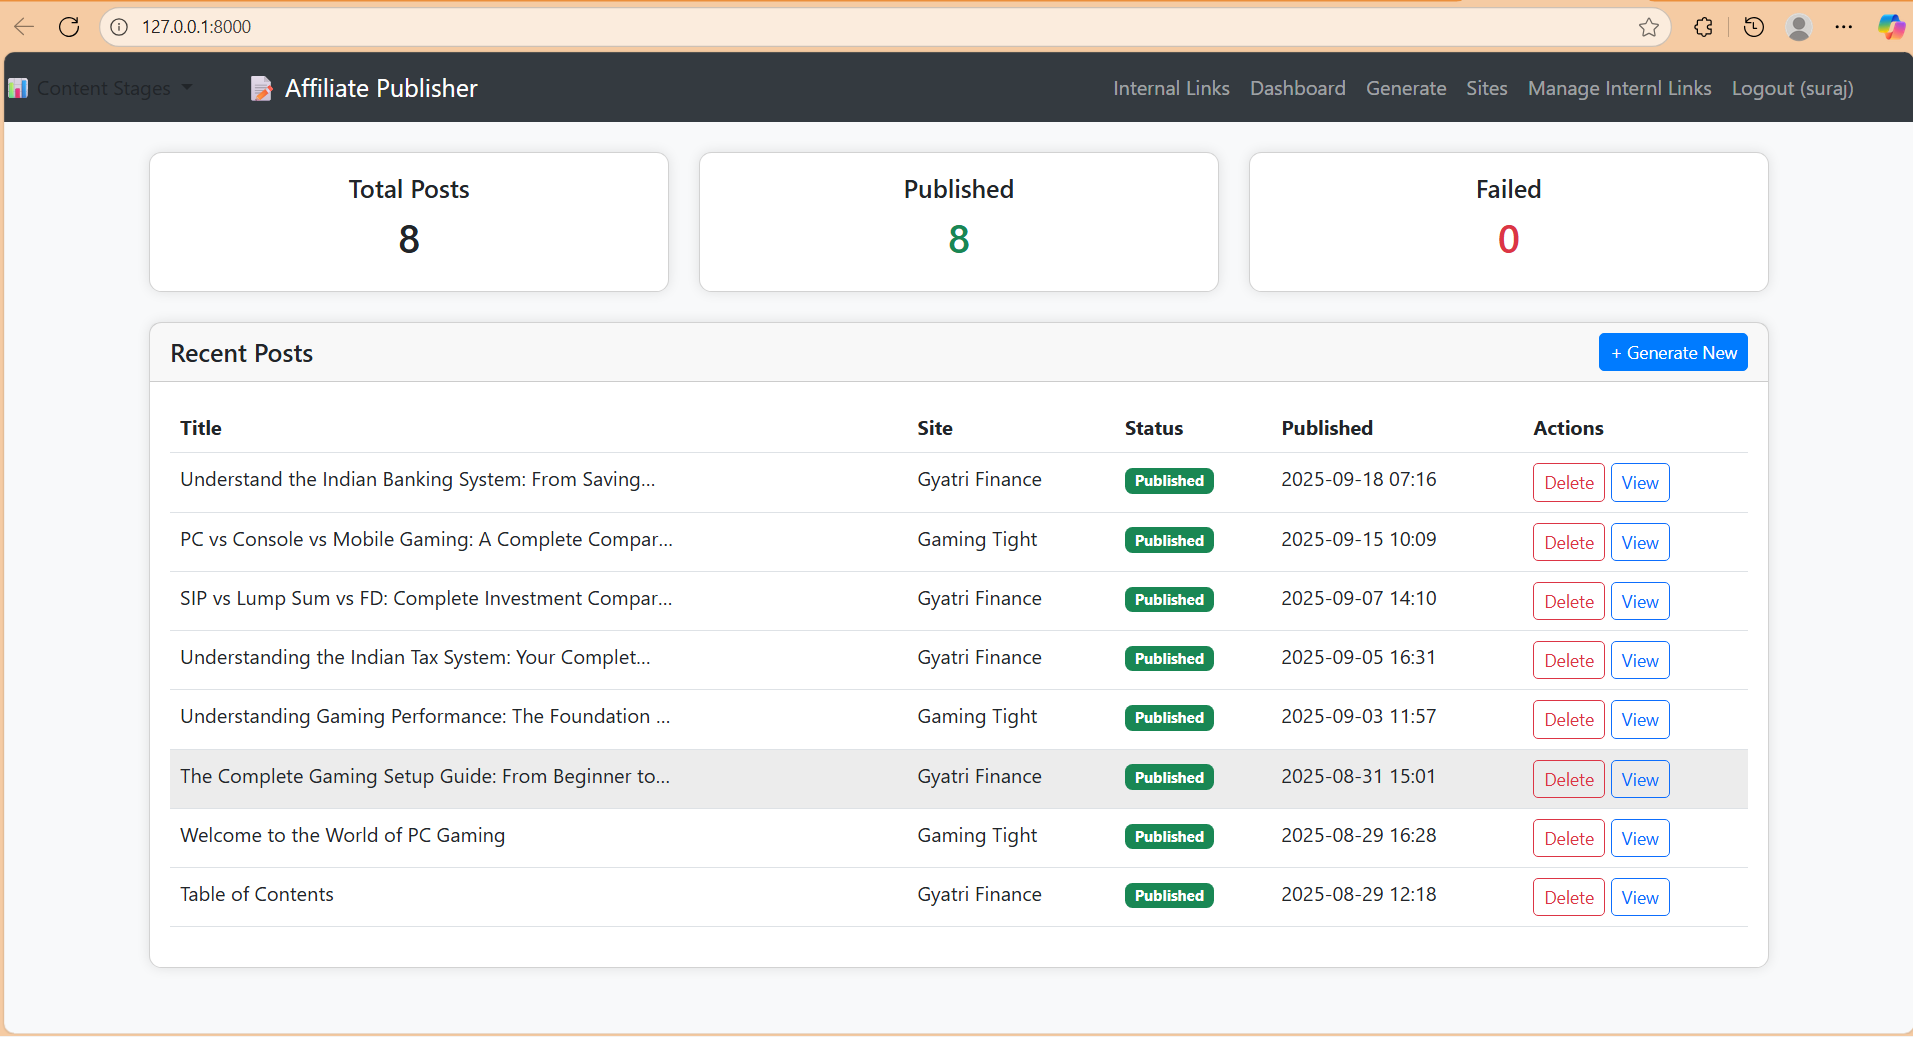 127.0.0.1:8000
Content Stages Affiliate Publisher Internal Links Dashboard Generate Sites Manage Internl Links Logout (suraj)
Total Posts Published Failed
8 8 0
Recent Posts + Generate New
Title Site Status Published Actions
Understand the Indian Banking System: From Saving... Gyatri Finance Published 2025-09-18 07:16 Delete View
PC vs Console vs Mobile Gaming: A Complete Compar... Gaming Tight Published 2025-09-15 10:09 Delete View
SIP vs Lump Sum vs FD: Complete Investment Compar... Gyatri Finance Published 2025-09-07 14:10 Delete View
Understanding the Indian Tax System: Your Complet... Gyatri Finance Published 2025-09-05 16:31 Delete View
Understanding Gaming Performance: The Foundation ... Gaming Tight Published 2025-09-03 11:57 Delete View
The Complete Gaming Setup Guide: From Beginner to... Gyatri Finance Published 2025-08-31 15:01 Delete View
Welcome to the World of PC Gaming Gaming Tight Published 2025-08-29 16:28 Delete View
Table of Contents Gyatri Finance Published 2025-08-29 12:18 Delete View